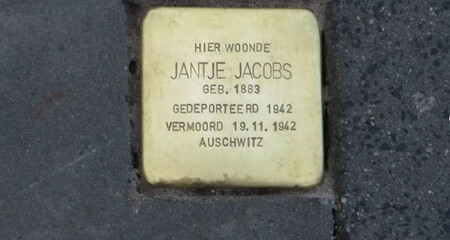 HIER WOONDE
JANTJE JACOBS
GEB. 1883
GEDEPORTEERD 1942
VERMOORD 19.11.1942
AUSCHWITZ